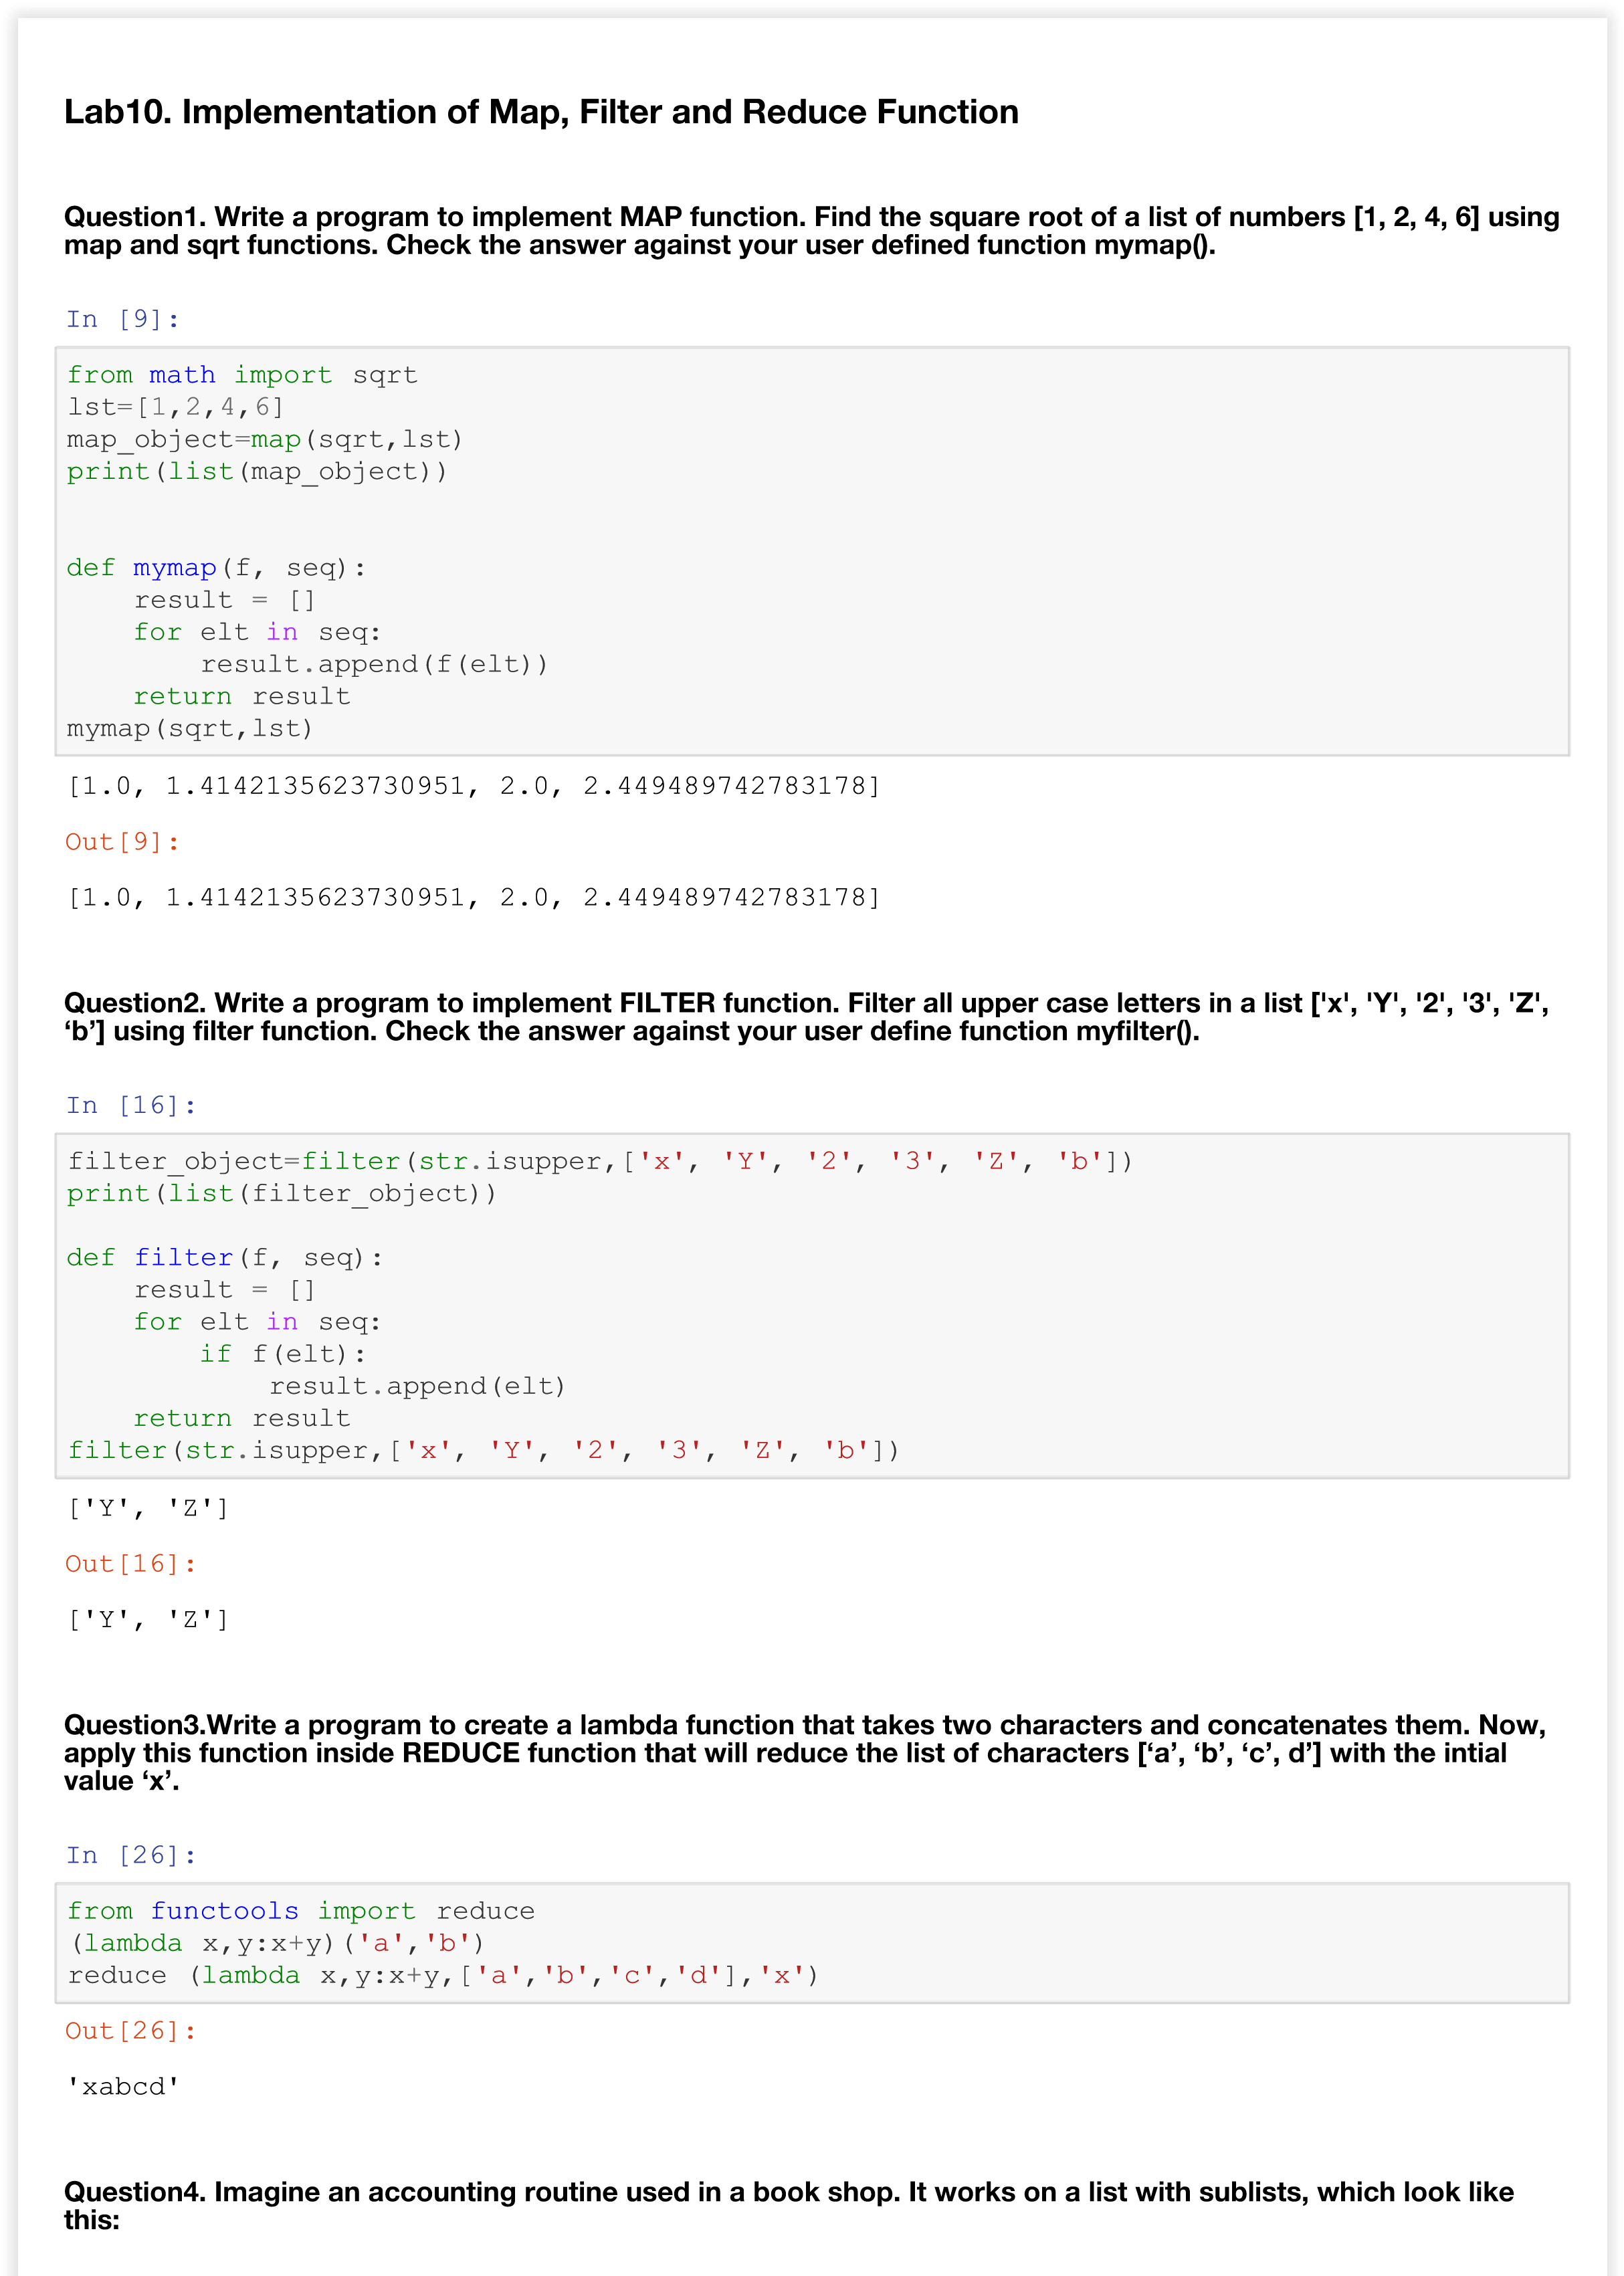 Lab10. Implementation of Map, Filter and Reduce Function
Question1. Write a program to implement MAP function. Find the square root of a list of numbers [1, 2, 4, 6] using
map and sqrt functions. Check the answer against your user defined function mymap().
In [9]:
from math import sqrt
lst=[1,2,4,6]
map_object=map(sqrt,lst)
print(list(map_object))
def mymap(f, seq):
    result = []
    for elt in seq:
        result.append(f(elt))
    return result
mymap(sqrt,lst)
[1.0, 1.4142135623730951, 2.0, 2.449489742783178]
Out[9]:
[1.0, 1.4142135623730951, 2.0, 2.449489742783178]
Question2. Write a program to implement FILTER function. Filter all upper case letters in a list ['x', 'Y', '2', '3', 'Z',
‘b’] using filter function. Check the answer against your user define function myfilter().
In [16]:
filter_object=filter(str.isupper,['x', 'Y', '2', '3', 'Z', 'b'])
print(list(filter_object))
def filter(f, seq):
    result = []
    for elt in seq:
        if f(elt):
            result.append(elt)
    return result
filter(str.isupper,['x', 'Y', '2', '3', 'Z', 'b'])
['Y', 'Z']
Out[16]:
['Y', 'Z']
Question3.Write a program to create a lambda function that takes two characters and concatenates them. Now,
apply this function inside REDUCE function that will reduce the list of characters [‘a’, ‘b’, ‘c’, d’] with the intial
value ‘x’.
In [26]:
from functools import reduce
(lambda x,y:x+y)('a','b')
reduce (lambda x,y:x+y,['a','b','c','d'],'x')
Out[26]:
'xabcd'
Question4. Imagine an accounting routine used in a book shop. It works on a list with sublists, which look like
this: